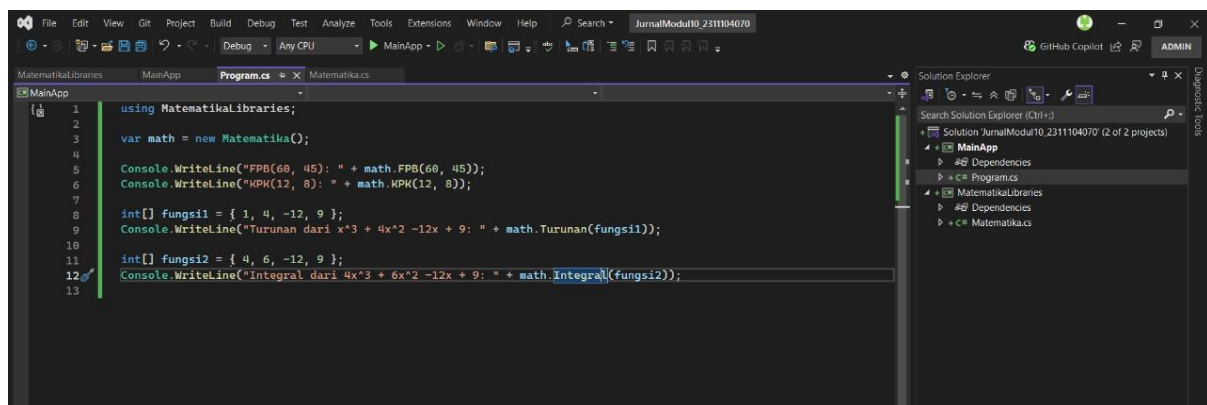 File Edit View Git Project Build Debug Test Analyze Tools Extensions Window Help Search JurnalModul10_2311104070
Debug Any CPU MainApp GitHub Copilot ADMIN
MatematikaLibraries MainApp Program.cs Matematika.cs
MainApp
1 using MatematikaLibraries;
2
3 var math = new Matematika();
4
5 Console.WriteLine("FPB(60, 45): " + math.FPB(60, 45));
6 Console.WriteLine("KPK(12, 8): " + math.KPK(12, 8));
7
8 int[] fungsi1 = { 1, 4, -12, 9 };
9 Console.WriteLine("Turunan dari x^3 + 4x^2 -12x + 9: " + math.Turunan(fungsi1));
10
11 int[] fungsi2 = { 4, 6, -12, 9 };
12 Console.WriteLine("Integral dari 4x^3 + 6x^2 -12x + 9: " + math.Integral(fungsi2));
13
Solution Explorer
Search Solution Explorer (Ctrl+;)
Solution 'JurnalModul10_2311104070' (2 of 2 projects)
MainApp
Dependencies
C# Program.cs
MatematikaLibraries
Dependencies
C# Matematika.cs
Diagnostic Tools